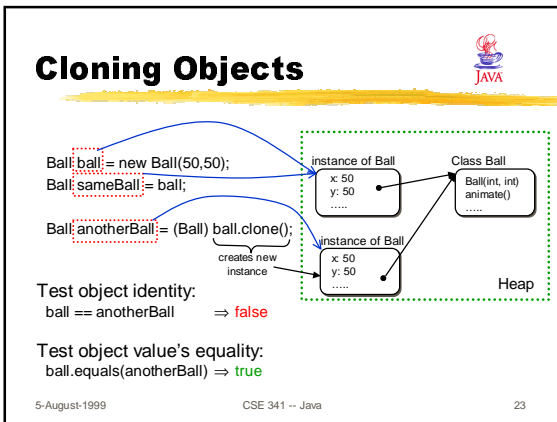 Cloning Objects
JAVA
Ball ball = new Ball(50,50);
Ball sameBall = ball;
Ball anotherBall = (Ball) ball.clone();
creates new
instance
instance of Ball
x: 50
y: 50
.....
Class Ball
Ball(int, int)
animate()
.....
instance of Ball
x: 50
y: 50
.....
Heap
Test object identity:
ball == anotherBall ⇒ false
Test object value's equality:
ball.equals(anotherBall) ⇒ true
5-August-1999 CSE 341 -- Java 23